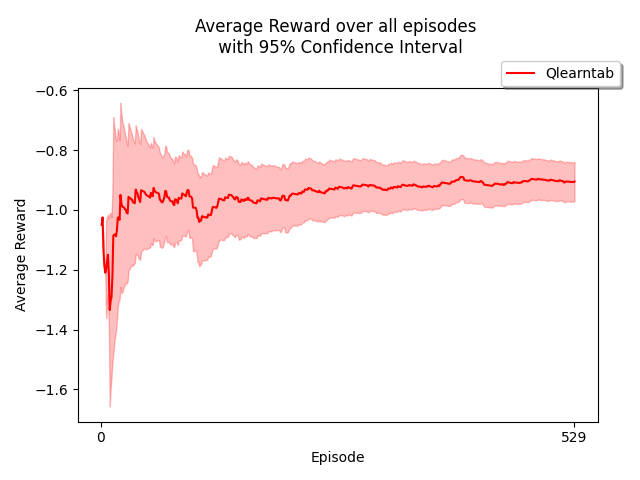 Average Reward over all episodes
with 95% Confidence Interval
Qlearntab
−0.6
−0.8
−1.0
−1.2
−1.4
−1.6
Average Reward
0
529
Episode